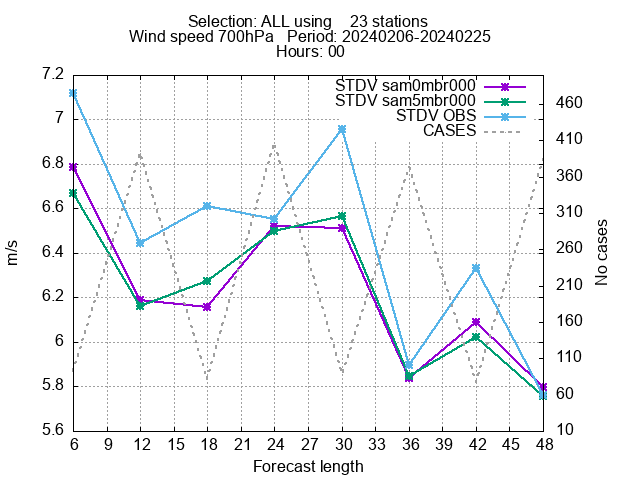 Selection: ALL using 23 stations
Wind speed 700hPa Period: 20240206-20240225
Hours: 00
STDV sam0mbr000
STDV sam5mbr000
STDV OBS
CASES
7.2
7
6.8
6.6
6.4
6.2
6
5.8
5.6
m/s
460
410
360
310
260
210
160
110
60
10
No cases
6 9 12 15 18 21 24 27 30 33 36 39 42 45 48
Forecast length